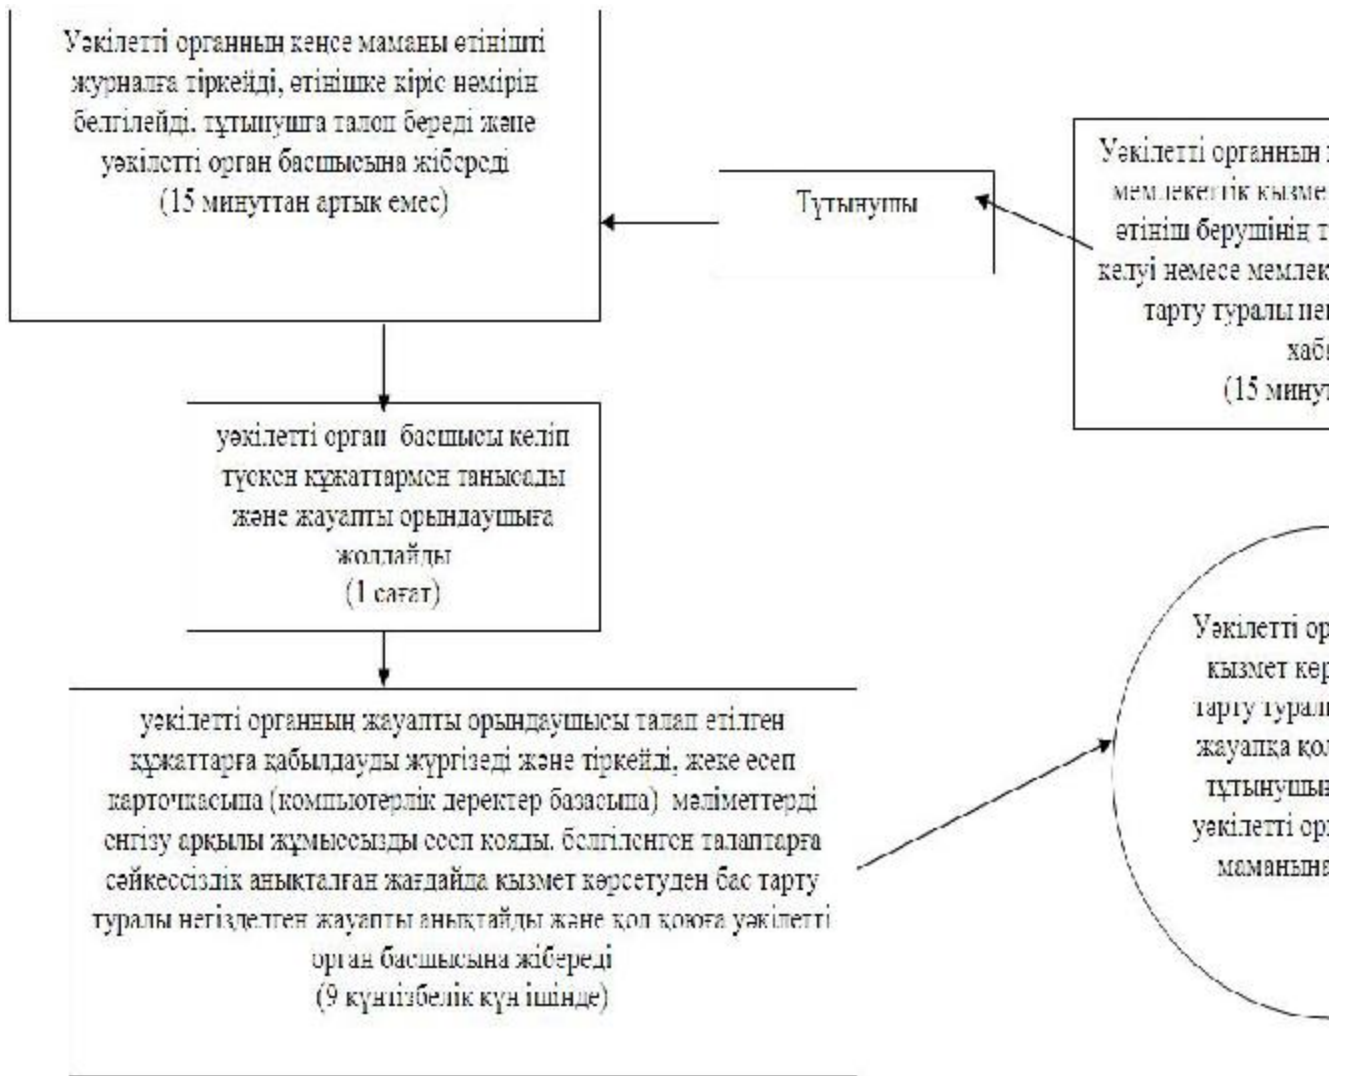 Уәкілетті органның кеңсе маманы өтінішті
журналға тіркейді, өтінішке кіріс нөмірін
белгілейді, тұтынушға талон береді және
уәкілетті орган басшысына жібереді
(15 минуттан артық емес)
Тұтынушы
Уәкілетті органның
мемлекеттік қызме
өтініш берушінің т
келуі немесе мемлек
тарту туралы
хаб
(15 мину
уәкілетті орган басшысы келіп
түскен құжаттармен танысады
және жауапты орындаушыға
жолдайды
(1 сағат)
уәкілетті органның жауапты орындаушысы талап етілген
құжаттарға қабылдауды жүргізеді және тіркейді, жеке есеп
карточкасына (компьютерлік деректер базасына) мәліметтерді
енгізу арқылы жұмыссызды есеп қояды, белгіленген талаптарға
сәйкессіздік анықталған жағдайда қызмет көрсетуден бас тарту
туралы негізделген жауапты анықтайды және қол қоюға уәкілетті
орган басшысына жібереді
(9 күнтізбелік күн ішінде)
Уәкілетті ор
қызмет көр
тарту турал
жауапқа қол
тұтынушы
уәкілетті ор
маманына